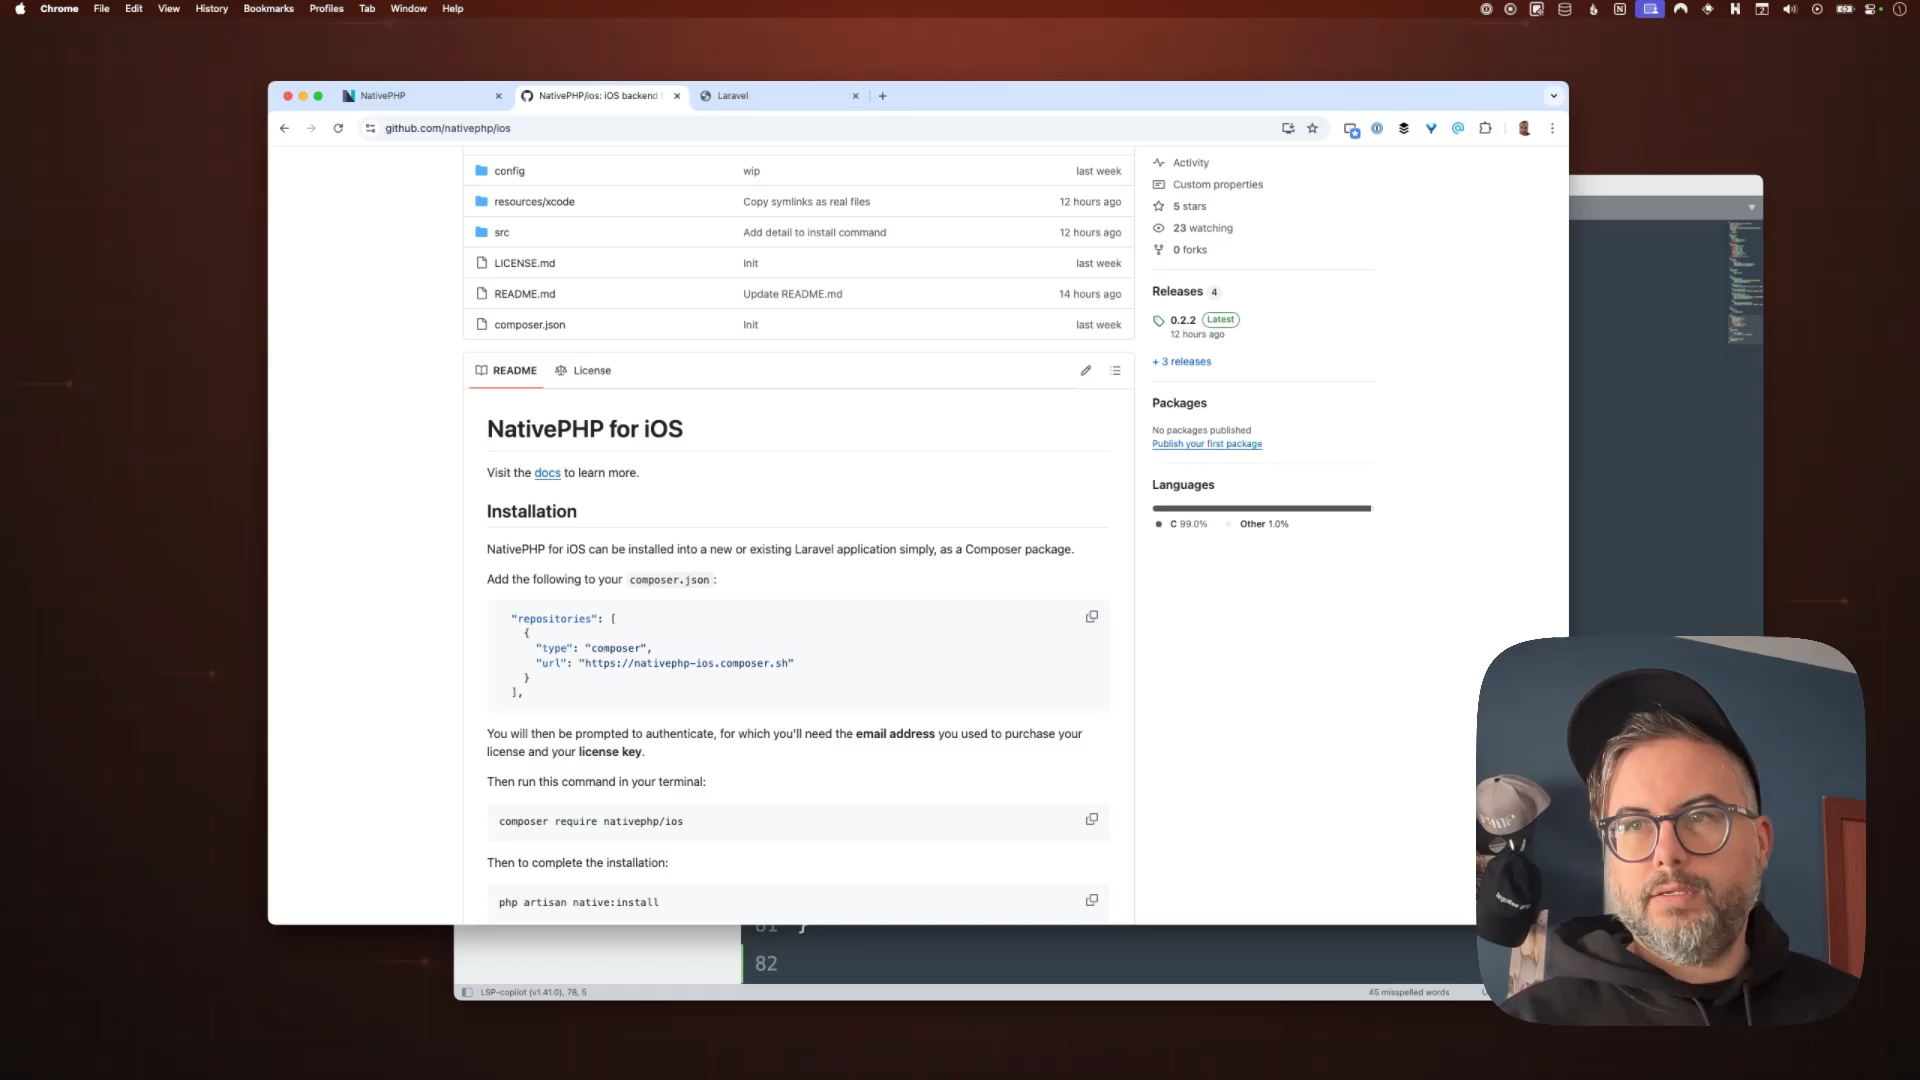 Chrome File Edit View History Bookmarks Profiles Tab Window Help
NativePHP
NativePHP/ios: iOS backend
Laravel
github.com/nativephp/ios
config wip last week
resources/xcode Copy symlinks as real files 12 hours ago
src Add detail to install command 12 hours ago
LICENSE.md Init last week
README.md Update README.md 14 hours ago
composer.json Init last week
README License
NativePHP for iOS
Visit the docs to learn more.
Installation
NativePHP for iOS can be installed into a new or existing Laravel application simply, as a Composer package.
Add the following to your composer.json :
"repositories": [
{
"type": "composer",
"url": "https://nativephp-ios.composer.sh"
}
],
You will then be prompted to authenticate, for which you'll need the email address you used to purchase your
license and your license key.
Then run this command in your terminal:
composer require nativephp/ios
Then to complete the installation:
php artisan native:install
Activity
Custom properties
5 stars
23 watching
0 forks
Releases 4
0.2.2 Latest
12 hours ago
+ 3 releases
Packages
No packages published
Publish your first package
Languages
C 99.0% Other 1.0%
81 }
82
LSP-copilot (v1.41.0), 78, 5
45 misspelled words